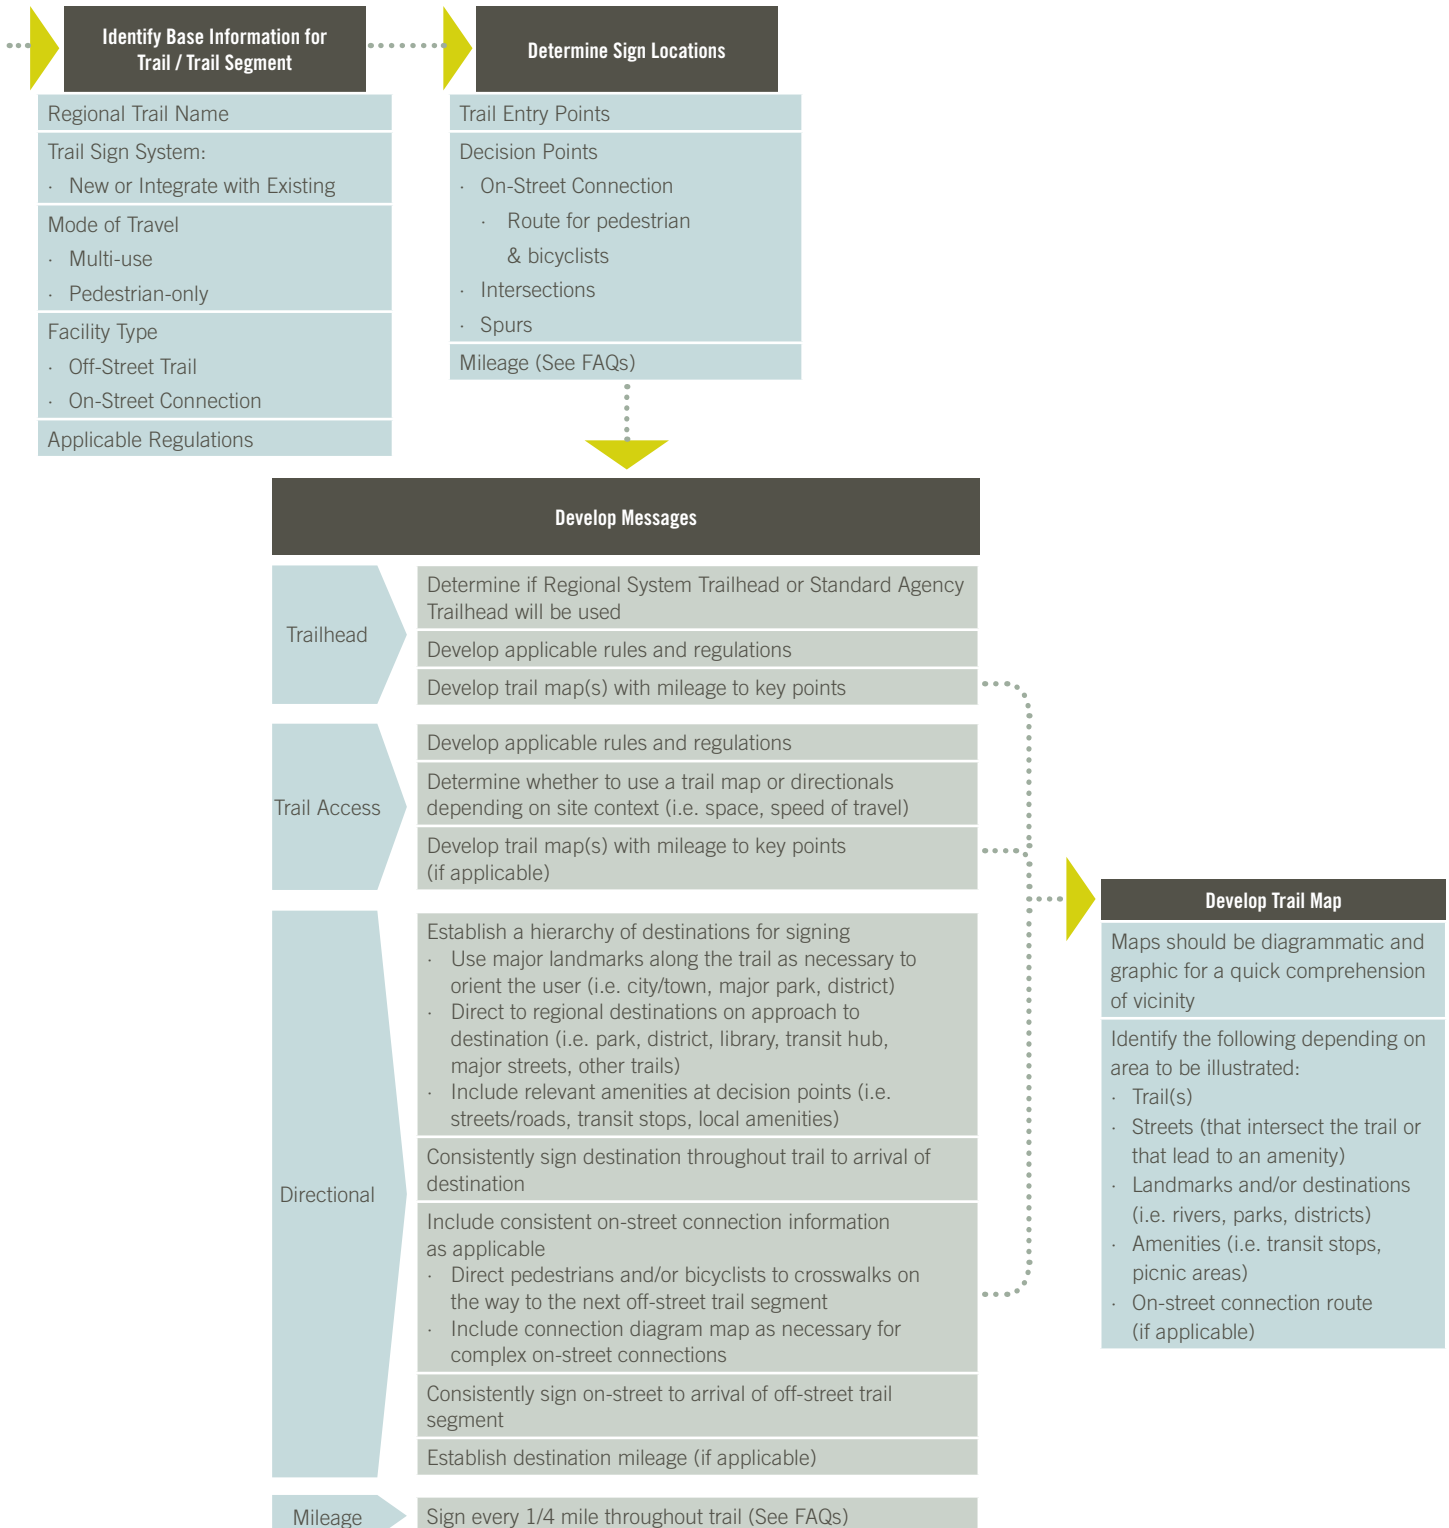 Identify Base Information for
Trail / Trail Segment
Regional Trail Name
Trail Sign System:
· New or Integrate with Existing
Mode of Travel
· Multi-use
· Pedestrian-only
Facility Type
· Off-Street Trail
· On-Street Connection
Applicable Regulations
Determine Sign Locations
Trail Entry Points
Decision Points
· On-Street Connection
· Route for pedestrian
& bicyclists
· Intersections
· Spurs
Mileage (See FAQs)
Develop Messages
Trailhead
Determine if Regional System Trailhead or Standard Agency
Trailhead will be used
Develop applicable rules and regulations
Develop trail map(s) with mileage to key points
Trail Access
Develop applicable rules and regulations
Determine whether to use a trail map or directionals
depending on site context (i.e. space, speed of travel)
Develop trail map(s) with mileage to key points
(if applicable)
Directional
Establish a hierarchy of destinations for signing
· Use major landmarks along the trail as necessary to
orient the user (i.e. city/town, major park, district)
· Direct to regional destinations on approach to
destination (i.e. park, district, library, transit hub,
major streets, other trails)
· Include relevant amenities at decision points (i.e.
streets/roads, transit stops, local amenities)
Consistently sign destination throughout trail to arrival of
destination
Include consistent on-street connection information
as applicable
· Direct pedestrians and/or bicyclists to crosswalks on
the way to the next off-street trail segment
· Include connection diagram map as necessary for
complex on-street connections
Consistently sign on-street to arrival of off-street trail
segment
Establish destination mileage (if applicable)
Mileage
Sign every 1/4 mile throughout trail (See FAQs)
Develop Trail Map
Maps should be diagrammatic and
graphic for a quick comprehension
of vicinity
Identify the following depending on
area to be illustrated:
· Trail(s)
· Streets (that intersect the trail or
that lead to an amenity)
· Landmarks and/or destinations
(i.e. rivers, parks, districts)
· Amenities (i.e. transit stops,
picnic areas)
· On-street connection route
(if applicable)